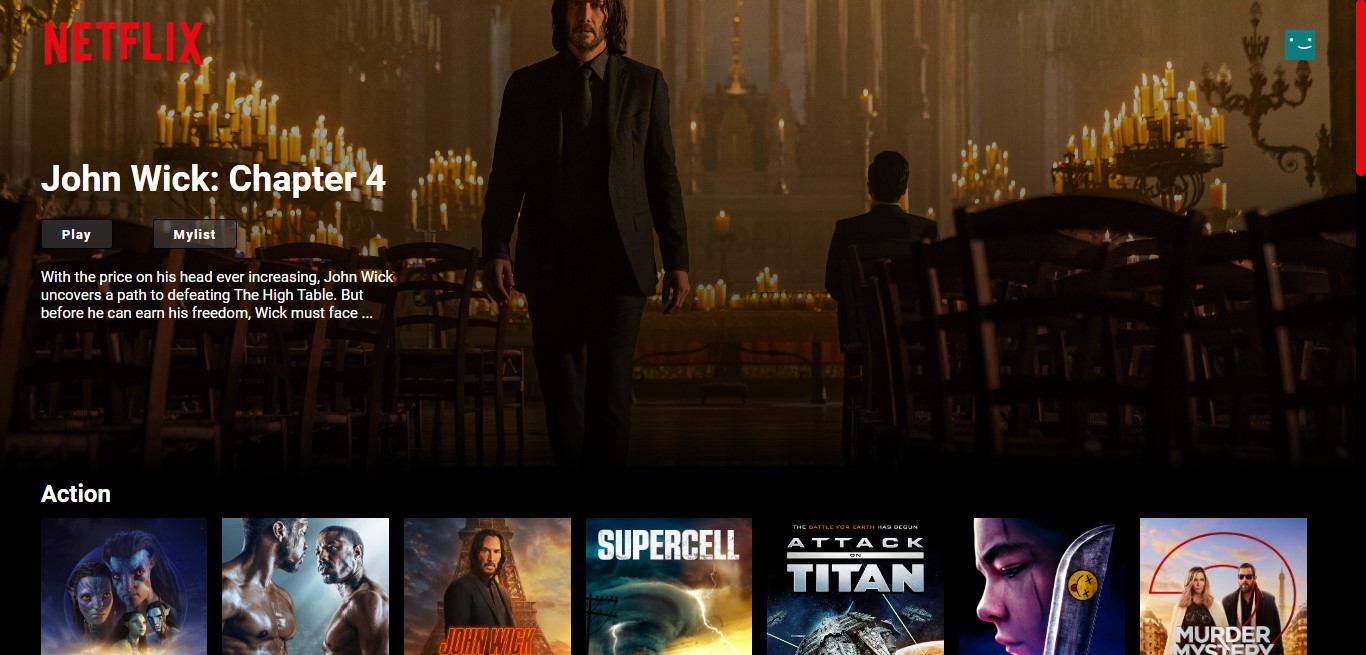 NETFLIX
John Wick: Chapter 4
Play
Mylist
With the price on his head ever increasing, John Wick
uncovers a path to defeating The High Table. But
before he can earn his freedom, Wick must face ...
Action
JOHN WICK
SUPERCELL
THE BATTLE FOR EARTH HAS BEGUN
ATTACK
ON
TITAN
2
MURDER
MYSTERY